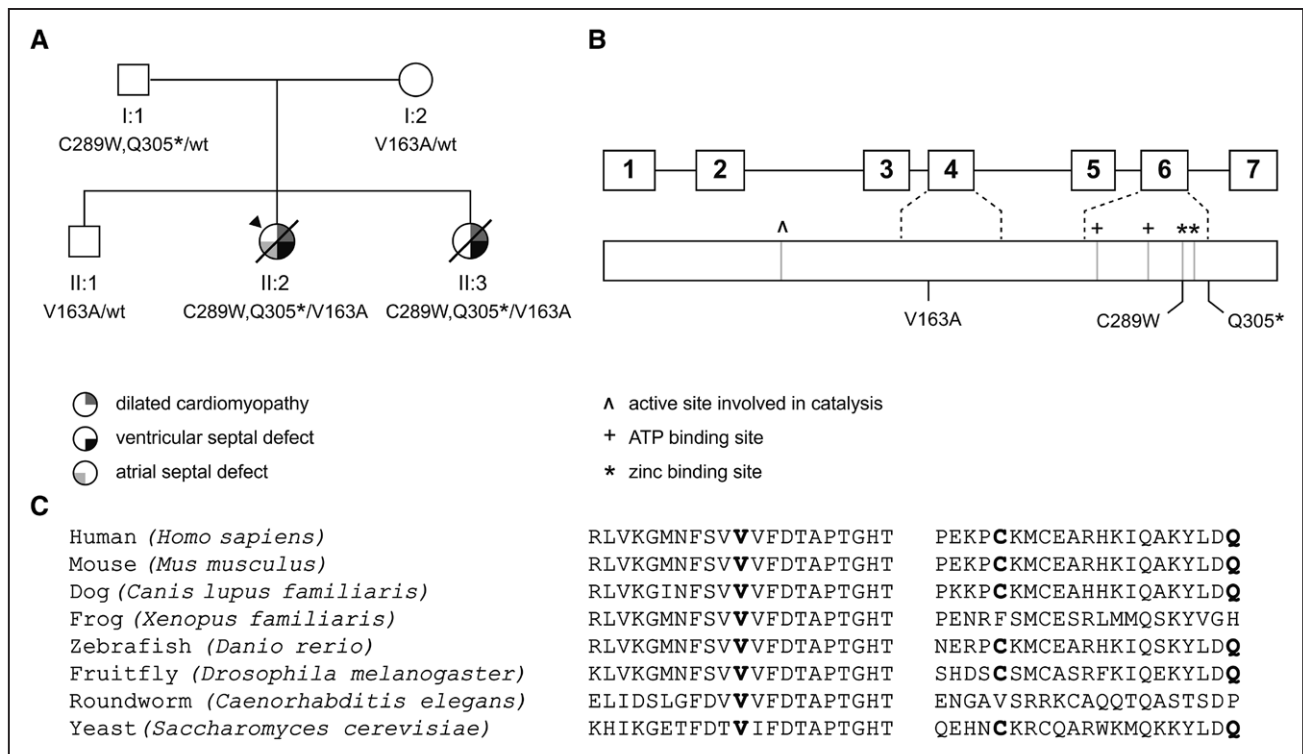 A
I:1
C289W,Q305*/wt
I:2
V163A/wt
II:1
V163A/wt
II:2
C289W,Q305*/V163A
II:3
C289W,Q305*/V163A
dilated cardiomyopathy
ventricular septal defect
atrial septal defect
B
1 2 3 4 5 6 7
^ + + * *
V163A
C289W
Q305*
^ active site involved in catalysis
+ ATP binding site
* zinc binding site
C
Human (Homo sapiens) RLVKGMNFSVVVFDTAPTGHT PEKPCKMCEARHKIQAKYLDQ
Mouse (Mus musculus) RLVKGMNFSVVVFDTAPTGHT PEKPCKMCEARHKIQAKYLDQ
Dog (Canis lupus familiaris) RLVKGINFSVVVFDTAPTGHT PKKPCKMCEAHHKIQAKYLDQ
Frog (Xenopus familiaris) RLVKGMNFSVVVFDTAPTGHT PENRFSMCESRLMMQSKYVGH
Zebrafish (Danio rerio) RLVKGMNFSVVVFDTAPTGHT NERPCKMCEARHKIQSKYLDQ
Fruitfly (Drosophila melanogaster) KLVKGMNFSVVVFDTAPTGHT SHDSCSMCASRFKIQEKYLDQ
Roundworm (Caenorhabditis elegans) ELIDSLGFDVVVFDTAPTGHT ENGAVSRRKCAQQTQASTSDP
Yeast (Saccharomyces cerevisiae) KHIKGETFDTVIFDTAPTGHT QEHNCKRCQARWKMQKKYLDQ